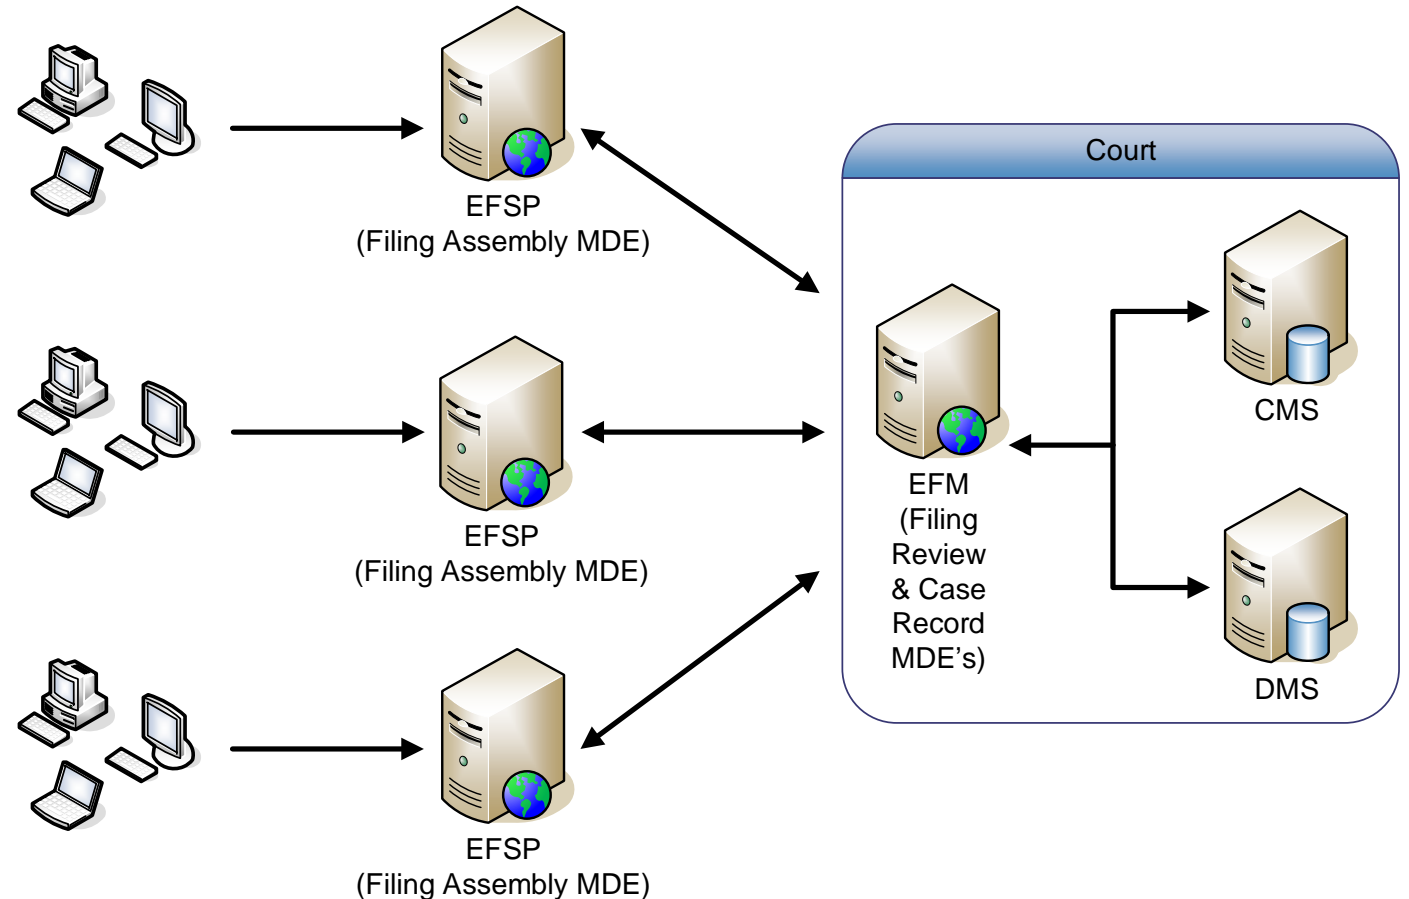 EFSP
(Filing Assembly MDE)
Court
EFM
(Filing
Review
& Case
Record
MDE's)
CMS
DMS
EFSP
(Filing Assembly MDE)
EFSP
(Filing Assembly MDE)